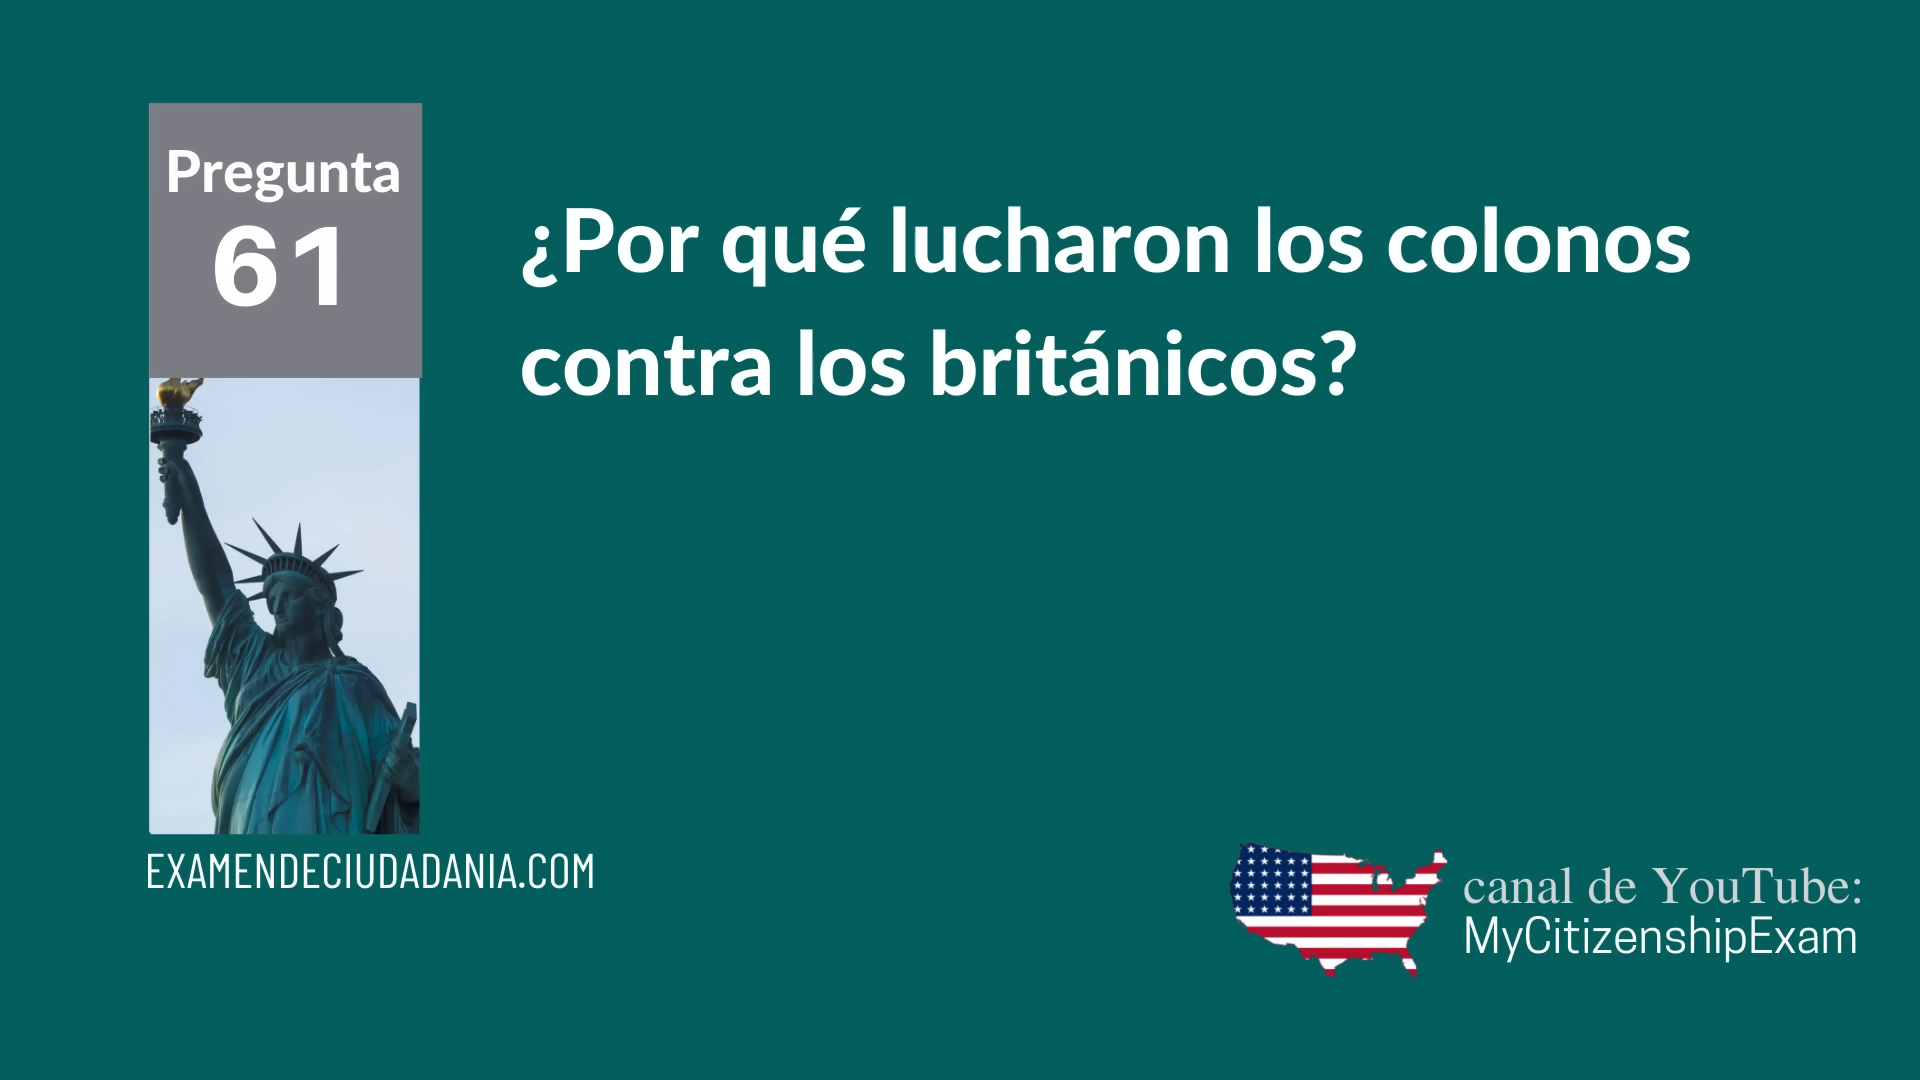 Pregunta
61
¿Por qué lucharon los colonos
contra los británicos?
EXAMENDECIUDADANIA.COM
canal de YouTube:
MyCitizenshipExam